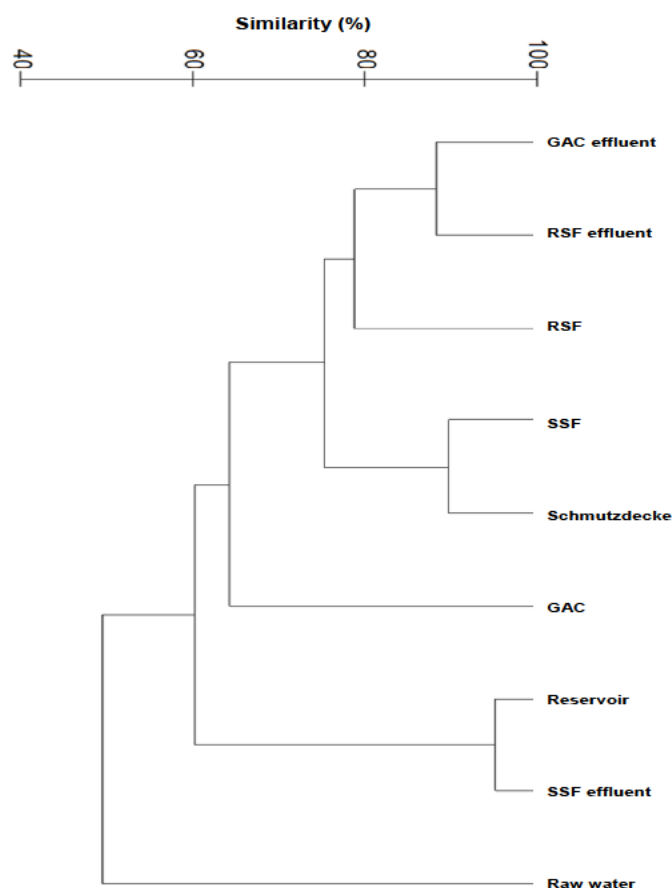 Similarity (%)
40
60
80
100
GAC effluent
RSF effluent
RSF
SSF
Schmutzdecke
GAC
Reservoir
SSF effluent
Raw water